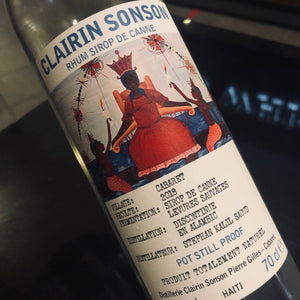 CLAIRIN SONSON
RHUM SIROP DE CANNE
VILLAGE: CABARET
RÉCOLTE: 2018
FERMENTATION: SIROP DE CANNE
LEVURES SAUVAGES
DISTILLATION: DISCONTINUE
EN ALAMBIC
DISTILLATEUR: STEPHAN KALIL SAOUD
POT STILL PROOF
PRODUIT TOTALEMENT NATUREL
Distillerie Clairin Sonson Pierre Gilles - Cabaret
HAITI
70 cl